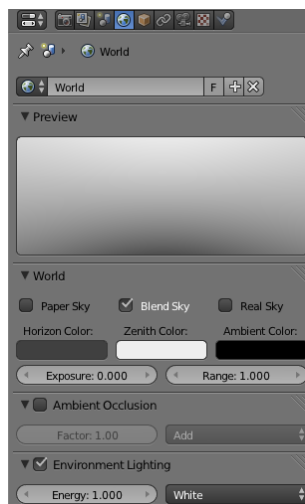 World
World F
Preview
World
Paper Sky Blend Sky Real Sky
Horizon Color: Zenith Color: Ambient Color:
Exposure: 0.000 Range: 1.000
Ambient Occlusion
Factor: 1.00 Add
Environment Lighting
Energy: 1.000 White